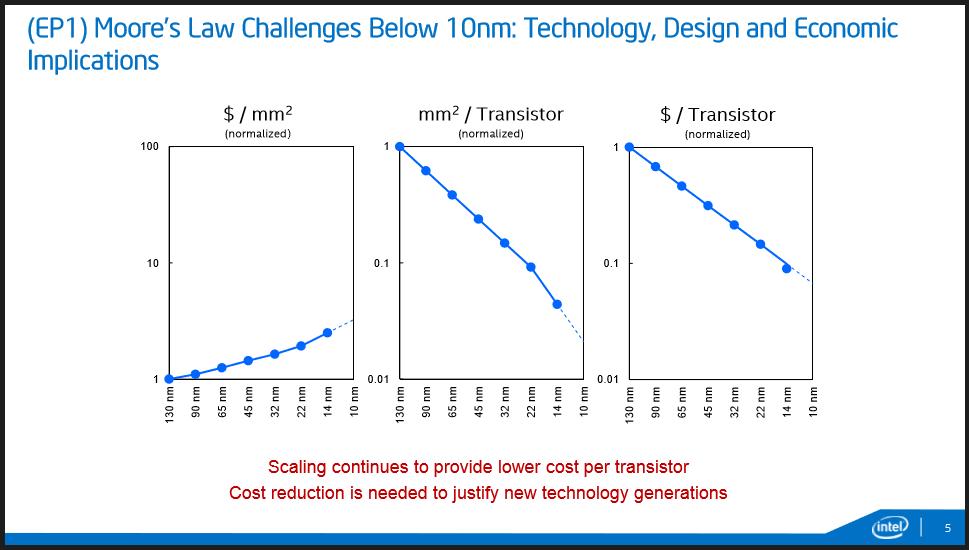 (EP1) Moore's Law Challenges Below 10nm: Technology, Design and Economic
Implications
$ / mm²
(normalized)
100
10
1
130 nm
90 nm
65 nm
45 nm
32 nm
22 nm
14 nm
10 nm
mm² / Transistor
(normalized)
1
0.1
0.01
130 nm
90 nm
65 nm
45 nm
32 nm
22 nm
14 nm
10 nm
$ / Transistor
(normalized)
1
0.1
0.01
130 nm
90 nm
65 nm
45 nm
32 nm
22 nm
14 nm
10 nm
Scaling continues to provide lower cost per transistor
Cost reduction is needed to justify new technology generations
intel
5